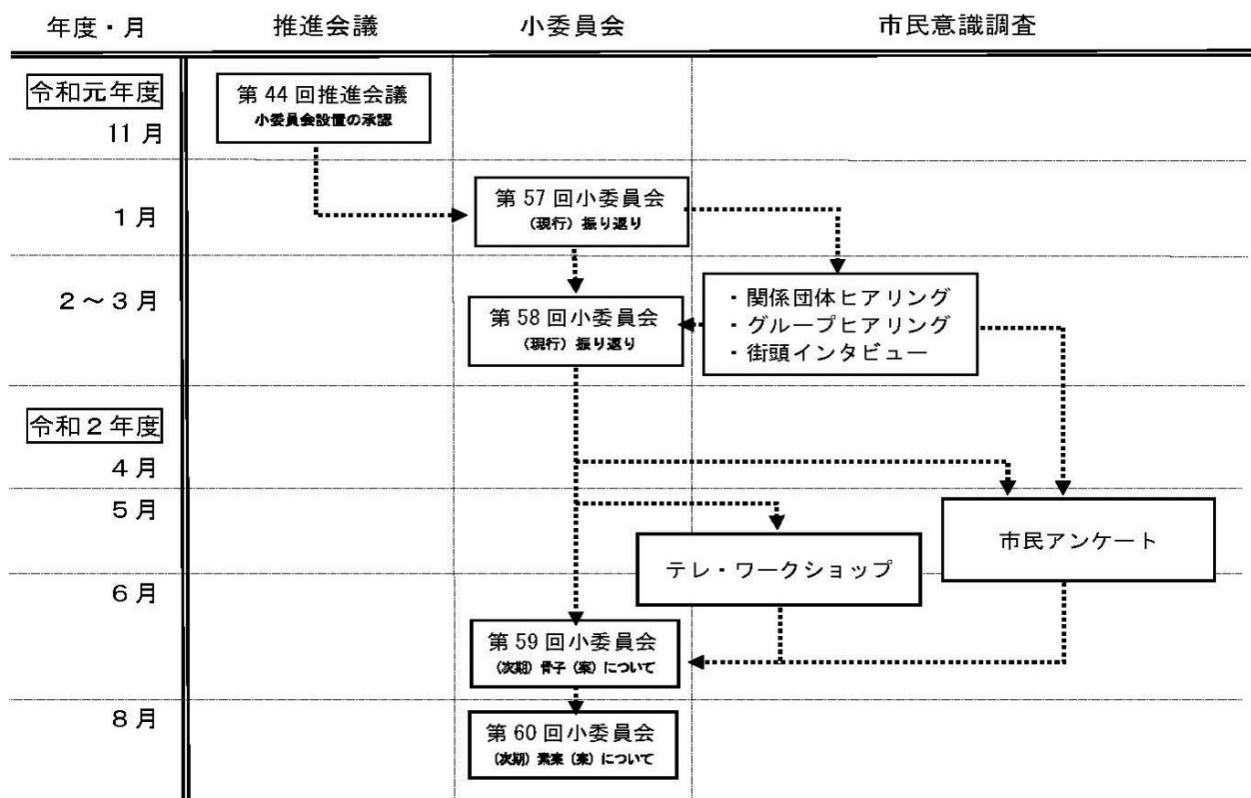 年度・月 推進会議 小委員会 市民意識調査
令和元年度
11月
第44回推進会議
小委員会設置の承認
1月
第57回小委員会
(現行)振り返り
2~3月
第58回小委員会
(現行)振り返り
・関係団体ヒアリング
・グループヒアリング
・街頭インタビュー
令和2年度
4月
5月
市民アンケート
テレ・ワークショップ
6月
第59回小委員会
(次期)骨子(案)について
8月
第60回小委員会
(次期)素案(案)について